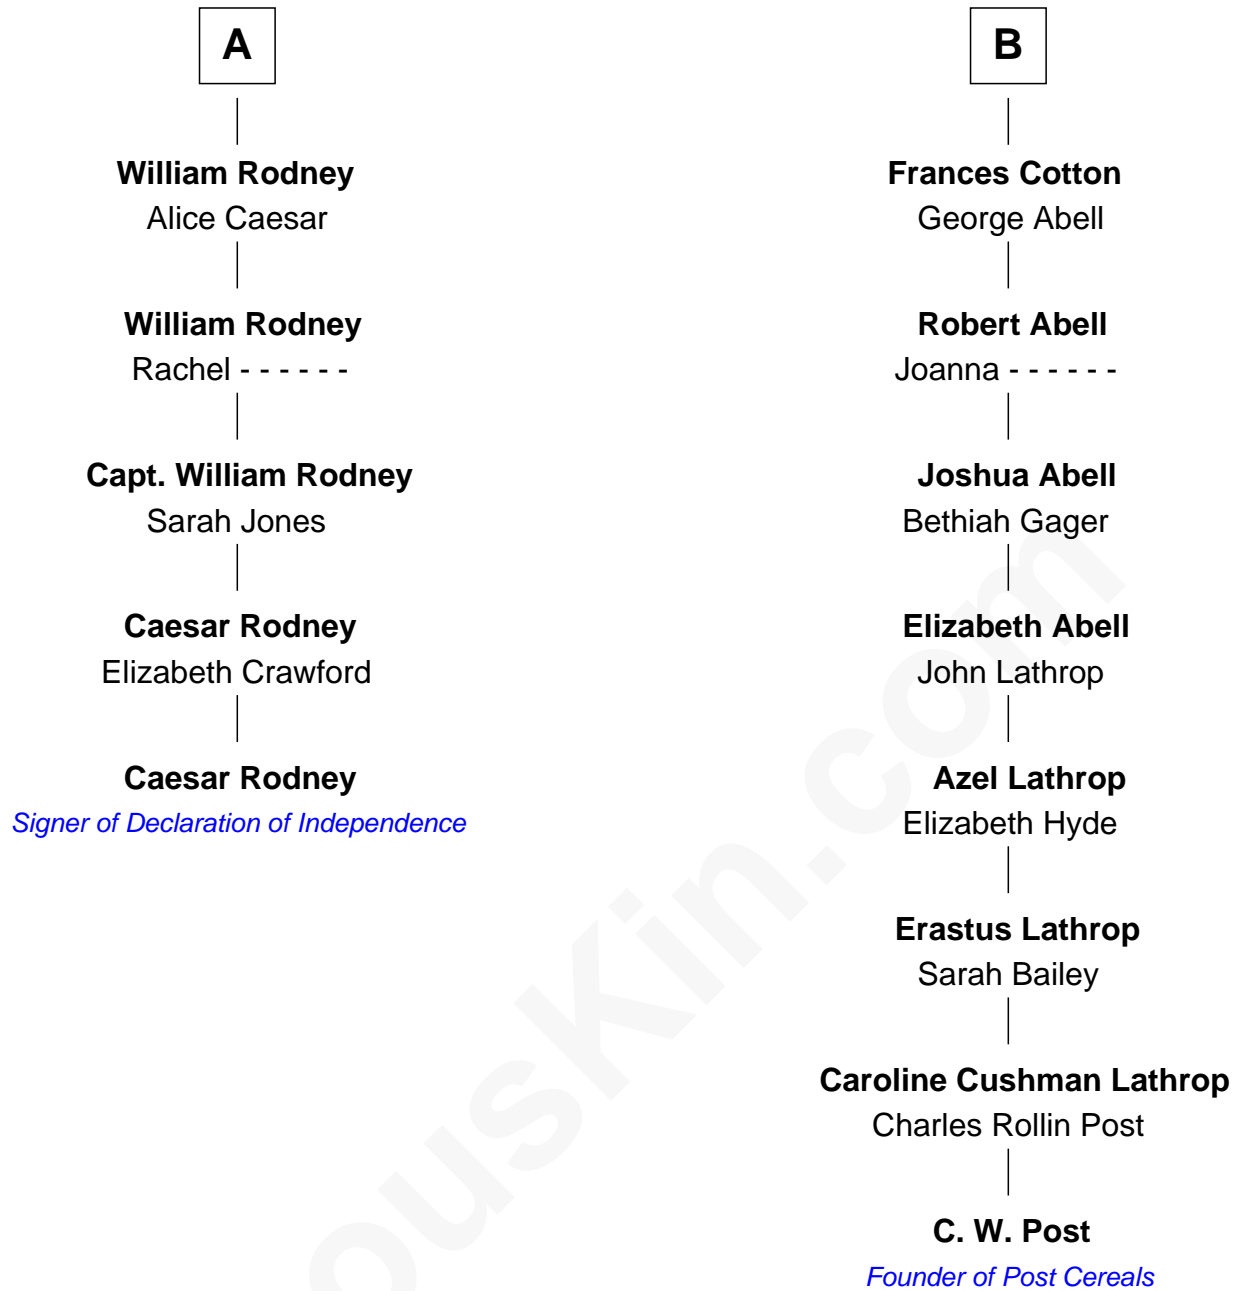 A
William Rodney
Alice Caesar
William Rodney
Rachel - - - - - -
Capt. William Rodney
Sarah Jones
Caesar Rodney
Elizabeth Crawford
Caesar Rodney
Signer of Declaration of Independence
B
Frances Cotton
George Abell
Robert Abell
Joanna - - - - - -
Joshua Abell
Bethiah Gager
Elizabeth Abell
John Lathrop
Azel Lathrop
Elizabeth Hyde
Erastus Lathrop
Sarah Bailey
Caroline Cushman Lathrop
Charles Rollin Post
C. W. Post
Founder of Post Cereals
ousKin.com